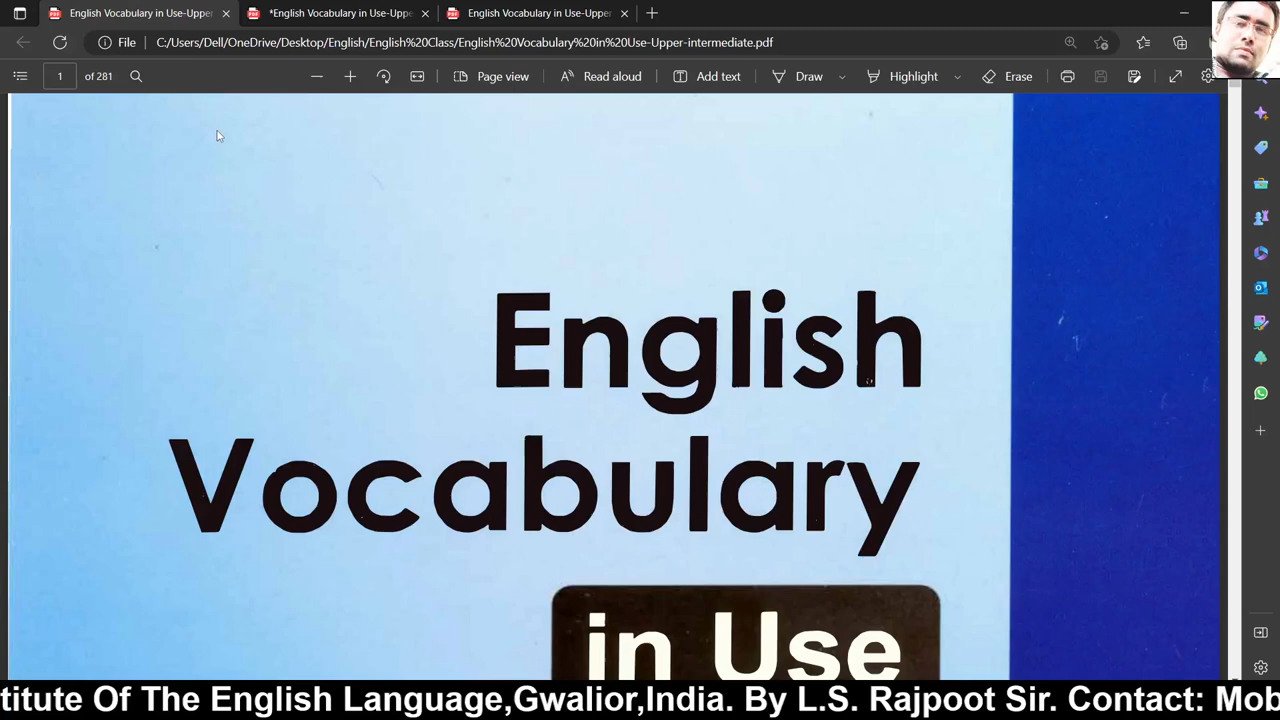 English Vocabulary in Use-Upper
*English Vocabulary in Use-Uppe
English Vocabulary in Use-Upper
File
C:/Users/Dell/OneDrive/Desktop/English/English%20Class/English%20Vocabulary%20in%20Use-Upper-intermediate.pdf
1
of 281
Page view
Read aloud
Add text
Draw
Highlight
Erase
English
Vocabulary
in Use
titute Of The English Language,Gwalior,India. By L.S. Rajpoot Sir. Contact: Mob